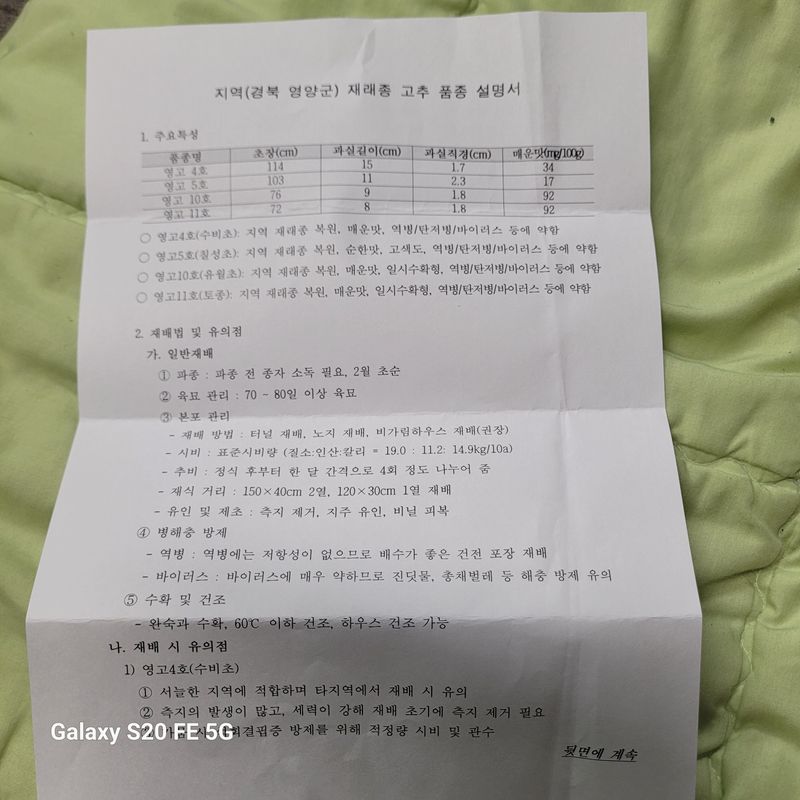 지역(경북 영양군) 재래종 고추 품종 설명서
1. 주요특성
품종명 초장(cm) 과실길이(cm) 과실직경(cm) 매운맛(mg/100g)
영고 4호 114 15 1.7 34
영고 5호 103 11 2.3 17
영고 10호 76 9 1.8 92
영고 11호 72 8 1.8 92
○ 영고4호(수비초): 지역 재래종 복원, 매운맛, 역병/탄저병/바이러스 등에 약함
○ 영고5호(칠성초): 지역 재래종 복원, 순한맛, 고색도, 역병/탄저병/바이러스 등에 약함
○ 영고10호(유월초): 지역 재래종 복원, 매운맛, 일시수확형, 역병/탄저병/바이러스 등에 약함
○ 영고11호(토종): 지역 재래종 복원, 매운맛, 일시수확형, 역병/탄저병/바이러스 등에 약함
2. 재배법 및 유의점
가. 일반재배
① 파종 : 파종 전 종자 소독 필요, 2월 초순
② 육묘 관리 : 70 ~ 80일 이상 육묘
③ 본포 관리
- 재배 방법 : 터널 재배, 노지 재배, 비가림하우스 재배(권장)
- 시비 : 표준시비량 (질소:인산:칼리 = 19.0 : 11.2: 14.9kg/10a)
- 추비 : 정식 후부터 한 달 간격으로 4회 정도 나누어 줌
- 재식 거리 : 150×40cm 2열, 120×30cm 1열 재배
- 유인 및 제초 : 측지 제거, 지주 유인, 비닐 피복
④ 병해충 방제
- 역병 : 역병에는 저항성이 없으므로 배수가 좋은 건전 포장 재배
- 바이러스 : 바이러스에 매우 약하므로 진딧물, 총채벌레 등 해충 방제 유의
⑤ 수확 및 건조
- 완숙과 수확, 60℃ 이하 건조, 하우스 건조 가능
나. 재배 시 유의점
1) 영고4호(수비초)
① 서늘한 지역에 적합하며 타지역에서 재배 시 유의
② 측지의 발생이 많고, 세력이 강해 재배 초기에 측지 제거 필요
방제를 위해 적정량 시비 및 관수
뒷면에 계속
Galaxy S20 FE 5G